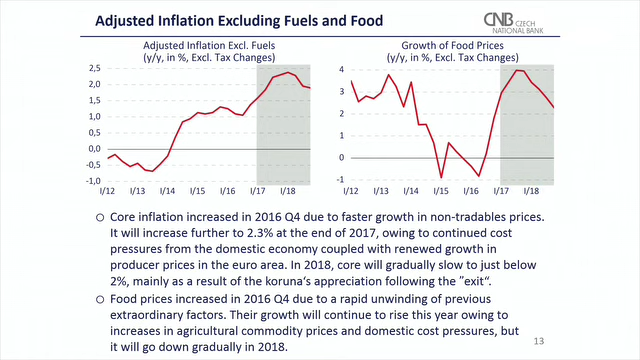 Adjusted Inflation Excluding Fuels and Food
CNB CZECH
NATIONAL BANK
Adjusted Inflation Excl. Fuels
(y/y, in %, Excl. Tax Changes)
2,5
2,0
1,5
1,0
0,5
0,0
-0,5
-1,0
I/12 I/13 I/14 I/15 I/16 I/17 I/18
Growth of Food Prices
(y/y, in %, Excl. Tax Changes)
4
3
2
1
0
-1
I/12 I/13 I/14 I/15 I/16 I/17 I/18
Core inflation increased in 2016 Q4 due to faster growth in non-tradables prices.
It will increase further to 2.3% at the end of 2017, owing to continued cost
pressures from the domestic economy coupled with renewed growth in
producer prices in the euro area. In 2018, core will gradually slow to just below
2%, mainly as a result of the koruna's appreciation following the "exit“.
Food prices increased in 2016 Q4 due to a rapid unwinding of previous
extraordinary factors. Their growth will continue to rise this year owing to
increases in agricultural commodity prices and domestic cost pressures, but
it will go down gradually in 2018.
13